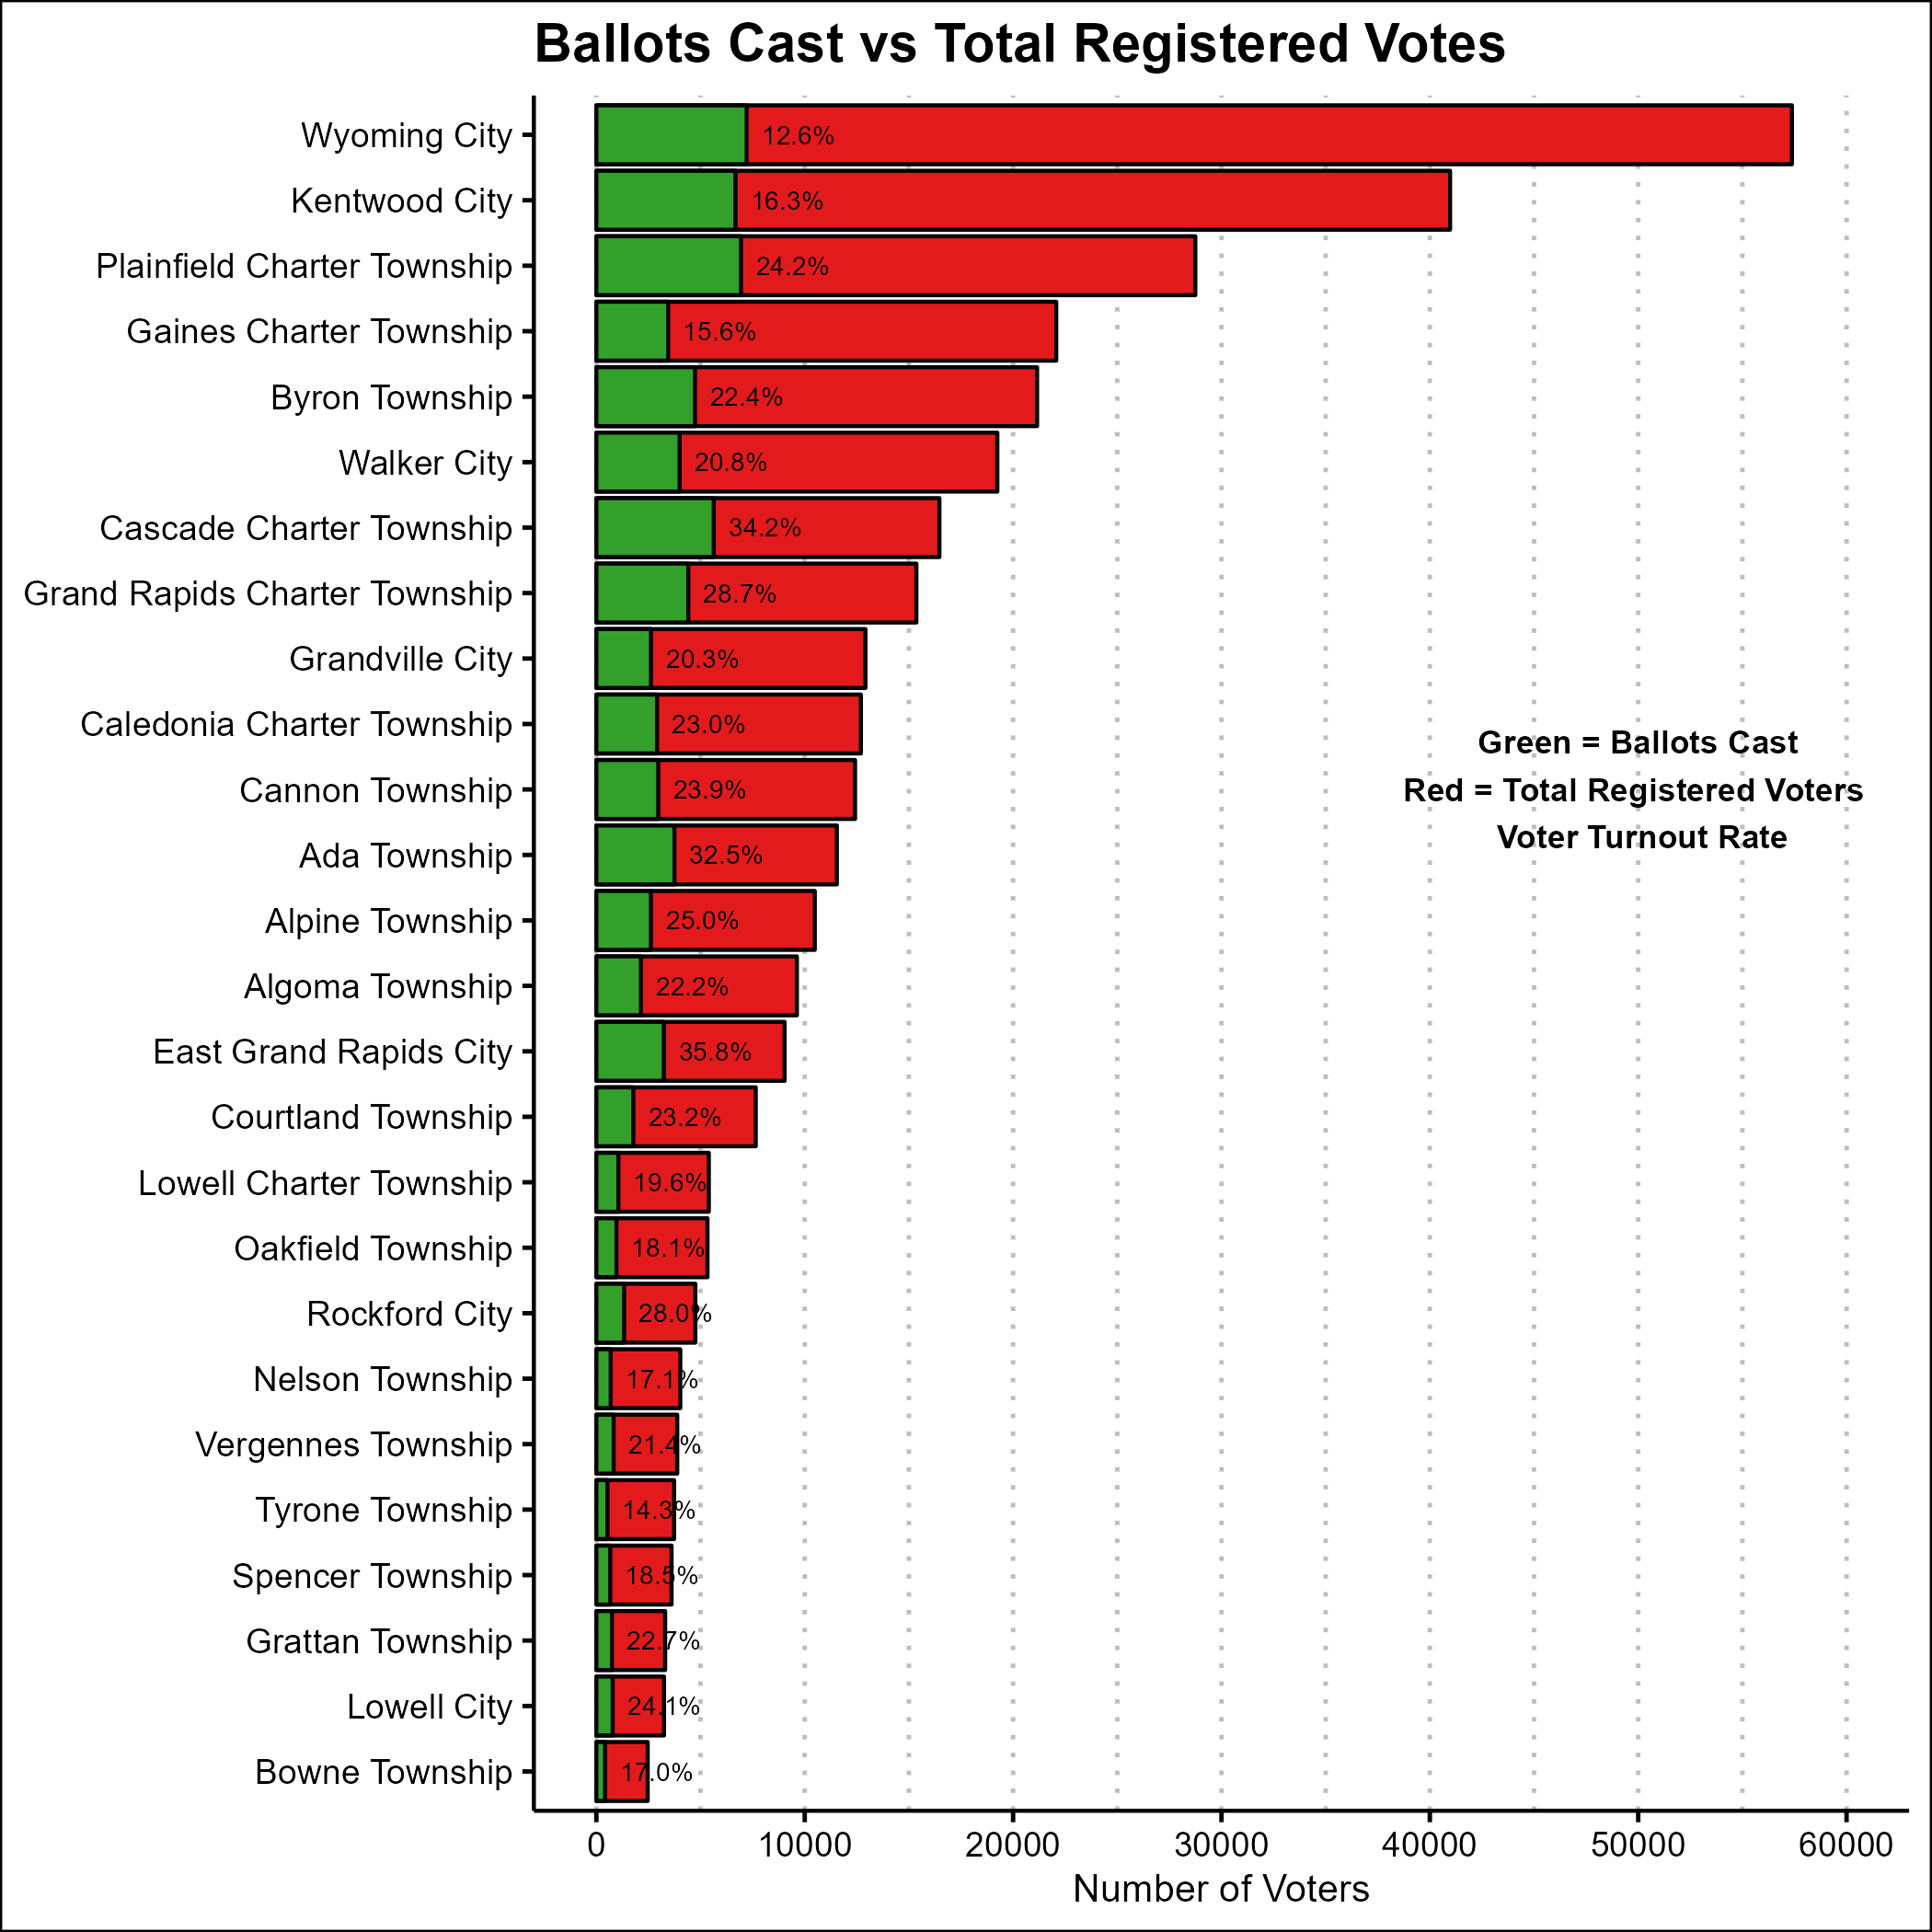 Ballots Cast vs Total Registered Votes
Wyoming City 12.6%
Kentwood City 16.3%
Plainfield Charter Township 24.2%
Gaines Charter Township 15.6%
Byron Township 22.4%
Walker City 20.8%
Cascade Charter Township 34.2%
Grand Rapids Charter Township 28.7%
Grandville City 20.3%
Caledonia Charter Township 23.0%
Green = Ballots Cast
Cannon Township 23.9%
Red = Total Registered Voters
Voter Turnout Rate
Ada Township 32.5%
Alpine Township 25.0%
Algoma Township 22.2%
East Grand Rapids City 35.8%
Courtland Township 23.2%
Lowell Charter Township 19.6%
Oakfield Township 18.1%
Rockford City 28.0%
Nelson Township 17.1%
Vergennes Township 21.4%
Tyrone Township 14.3%
Spencer Township 18.5%
Grattan Township 22.7%
Lowell City 24.1%
Bowne Township 17.0%
0 10000 20000 30000 40000 50000 60000
Number of Voters